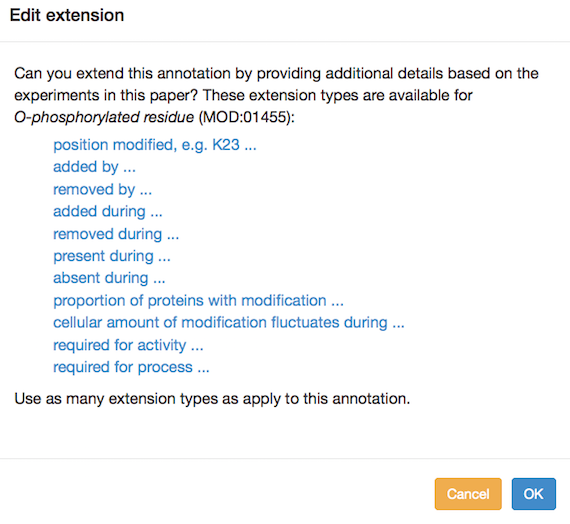 Edit extension
Can you extend this annotation by providing additional details based on the
experiments in this paper? These extension types are available for
O-phosphorylated residue (MOD:01455):
position modified, e.g. K23 ...
added by ...
removed by ...
added during ...
removed during ...
present during ...
absent during ...
proportion of proteins with modification ...
cellular amount of modification fluctuates during ...
required for activity ...
required for process ...
Use as many extension types as apply to this annotation.
Cancel OK